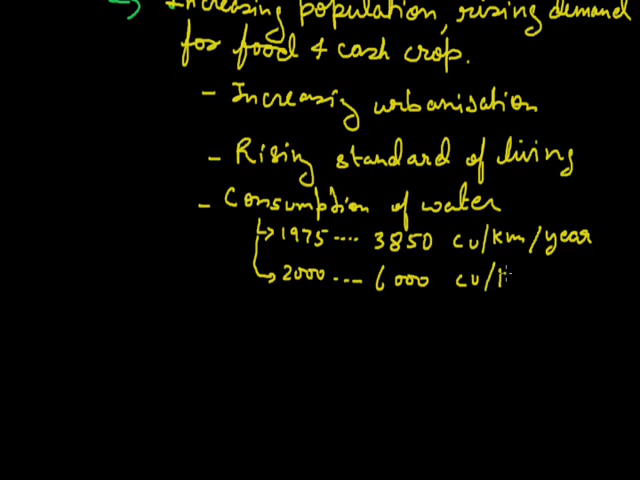 → Increasing population, rising demand
for food & cash crop.
- Increasing urbanisation
- Rising standard of living
- Consumption of water
→ 1975 .... 3850 cu/km/year
→ 2000 .... 6000 cu/